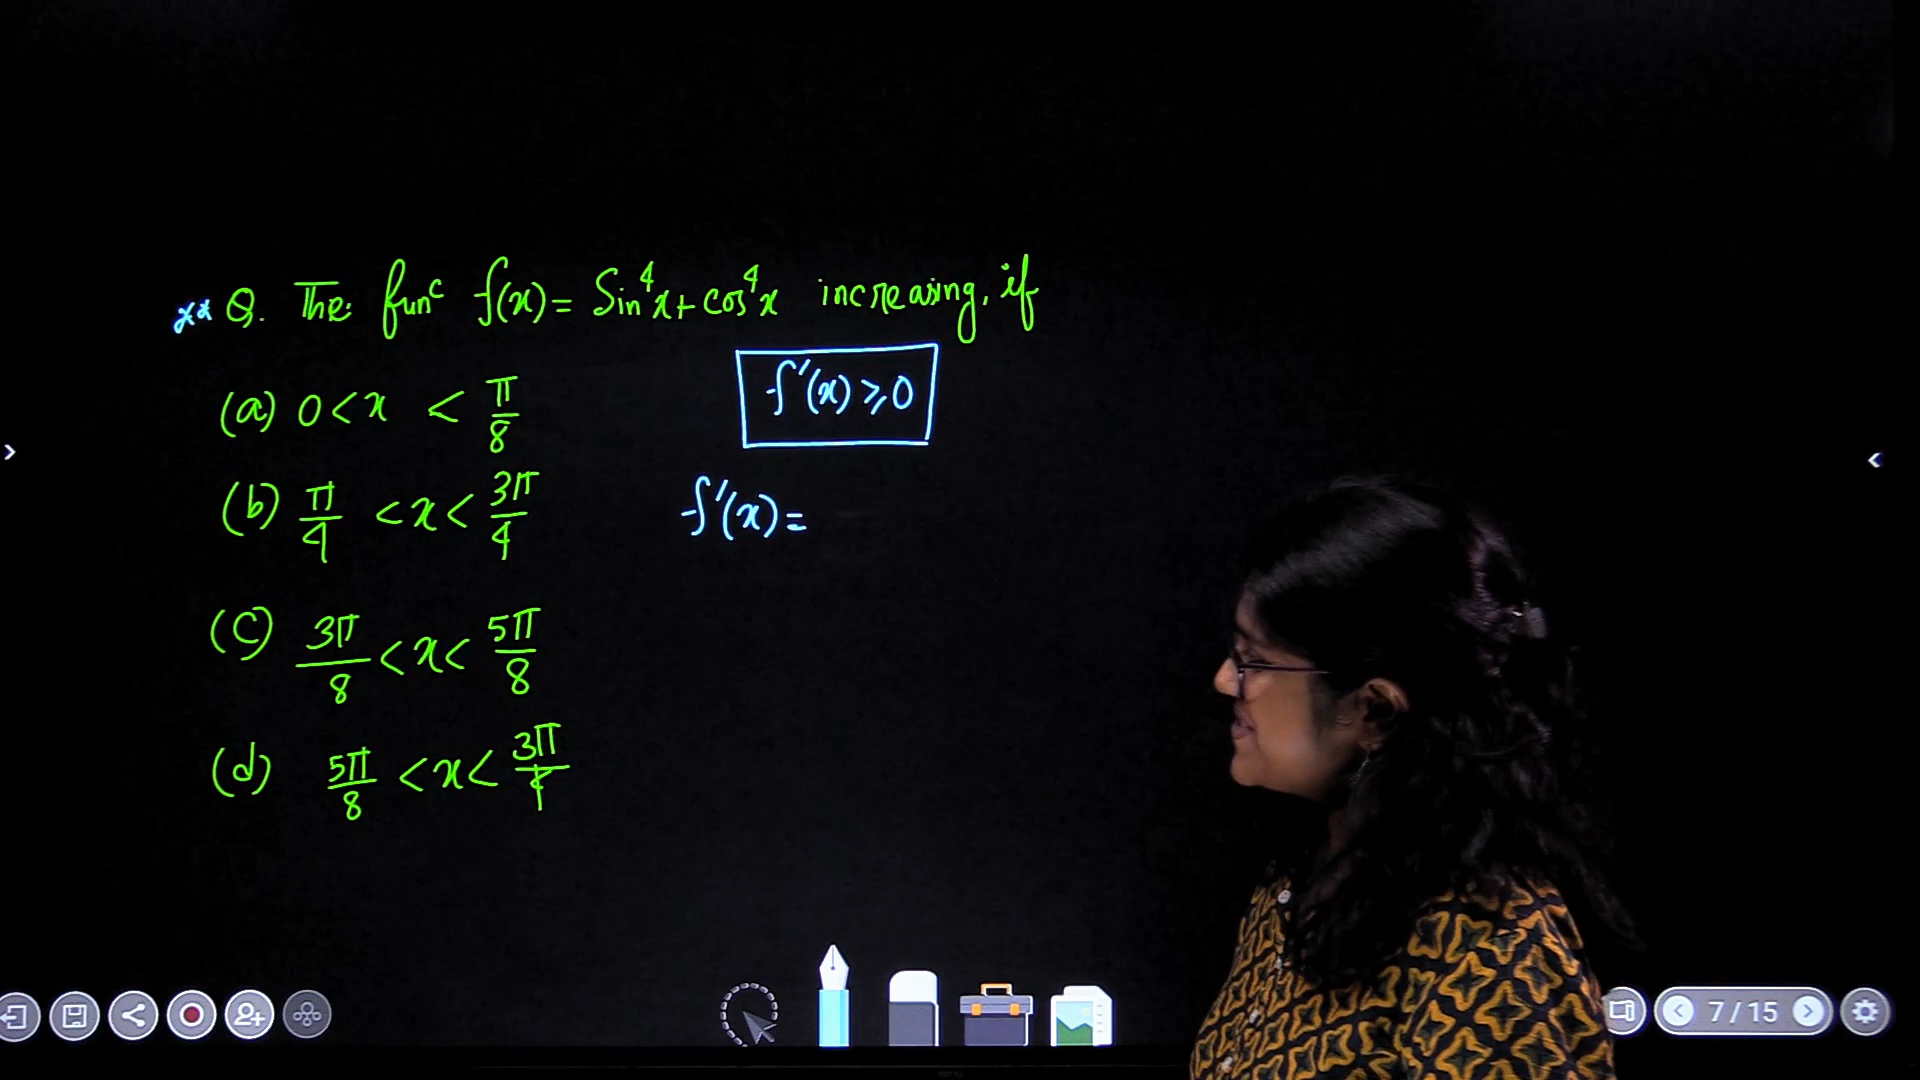 ** Q. The func f(x) = Sin⁴x + cos⁴x increasing, if
f'(x) ⩾ 0
(a) 0 < x < π/8
(b) π/4 < x < 3π/4
f'(x) =
(c) 3π/8 < x < 5π/8
(d) 5π/8 < x < 3π/4
7/15